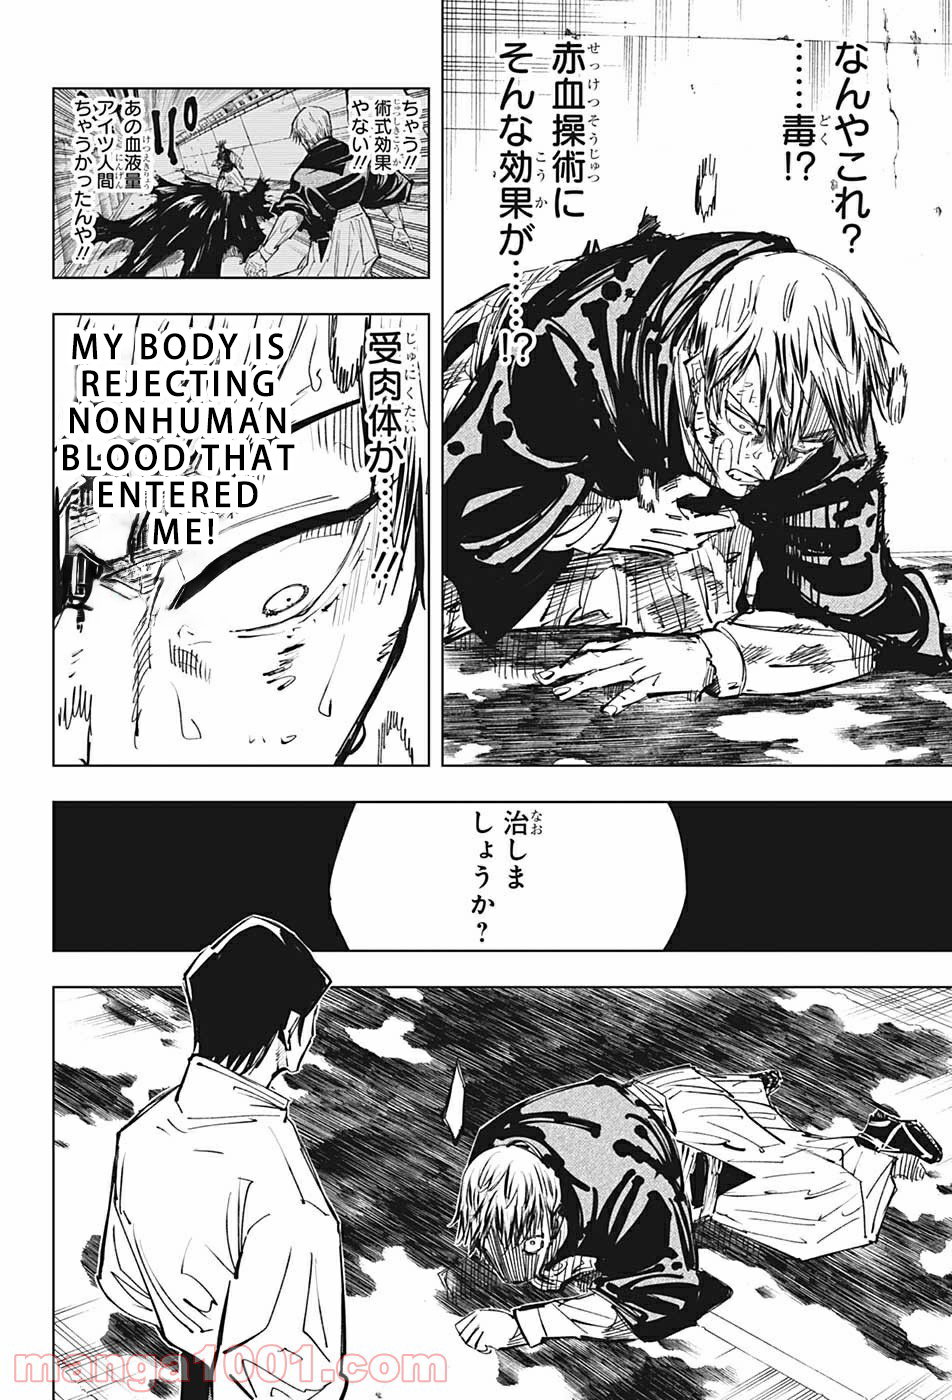 なんやこれ？
……毒!?
赤血操術に
そんな効果が……!?
ちゃう!!
術式効果
やない!!
あの血液量
アイツ人間
ちゃうかったんや!!
受肉体か……!!
MY BODY IS
REJECTING
NONHUMAN
BLOOD THAT
ENTERED
ME!
治しま
しょうか？
manga1001.com